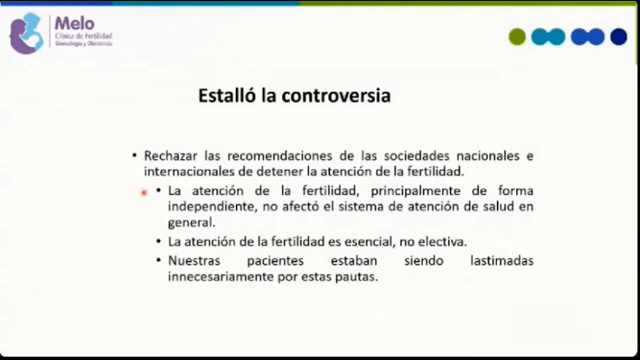 Melo
Clínica de Fertilidad
Ginecología y Obstetricia
Estalló la controversia
• Rechazar las recomendaciones de las sociedades nacionales e
internacionales de detener la atención de la fertilidad.
• La atención de la fertilidad, principalmente de forma
independiente, no afectó el sistema de atención de salud en
general.
• La atención de la fertilidad es esencial, no electiva.
• Nuestras pacientes estaban siendo lastimadas
innecesariamente por estas pautas.